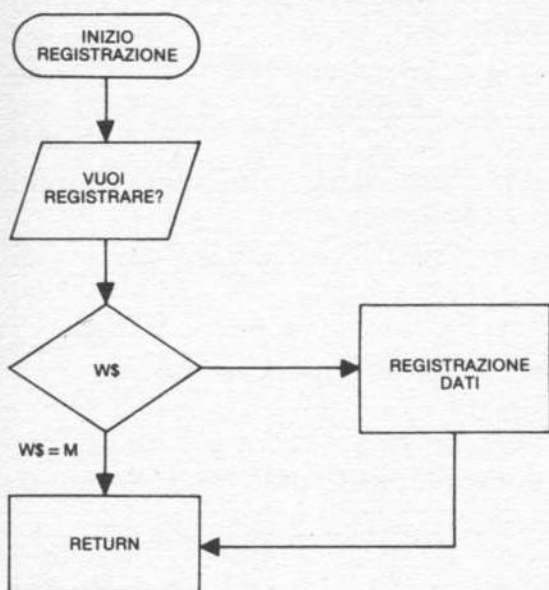 INIZIO
REGISTRAZIONE
VUOI
REGISTRARE?
W$
REGISTRAZIONE
DATI
W$ = M
RETURN